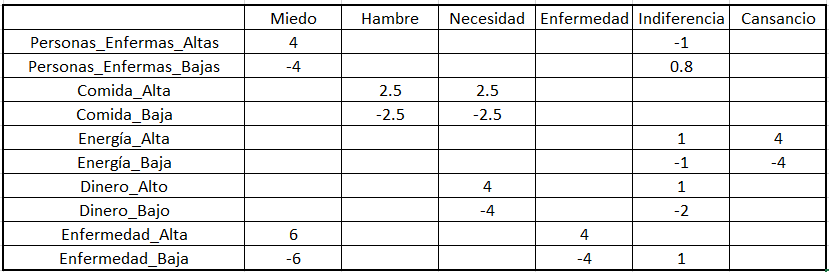 Miedo Hambre Necesidad Enfermedad Indiferencia Cansancio
Personas_Enfermas_Altas 4 -1
Personas_Enfermas_Bajas -4 0.8
Comida_Alta 2.5 2.5
Comida_Baja -2.5 -2.5
Energía_Alta 1 4
Energía_Baja -1 -4
Dinero_Alto 4 1
Dinero_Bajo -4 -2
Enfermedad_Alta 6 4
Enfermedad_Baja -6 -4 1